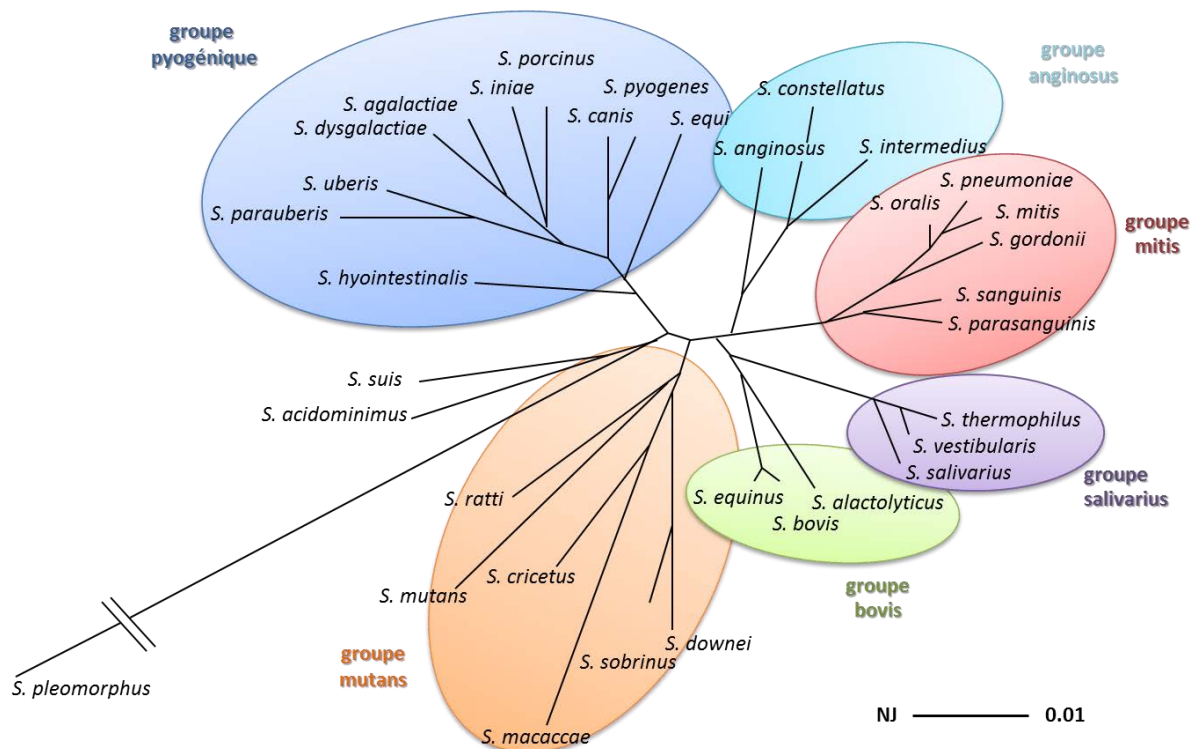 groupe
pyogénique
S. porcinus
S. iniae
S. pyogenes
S. agalactiae
S. canis
S. equi
S. dysgalactiae
S. uberis
S. parauberis
S. hyointestinalis
groupe
anginosus
S. constellatus
S. anginosus
S. intermedius
S. pneumoniae
S. oralis
S. mitis
S. gordonii
S. sanguinis
S. parasanguinis
groupe
mitis
S. suis
S. acidominimus
S. thermophilus
S. vestibularis
S. salivarius
groupe
salivarius
S. equinus
S. alactolyticus
S. bovis
groupe
bovis
S. ratti
S. cricetus
S. mutans
S. downei
S. sobrinus
S. macaccae
groupe
mutans
S. pleomorphus
NJ 0.01